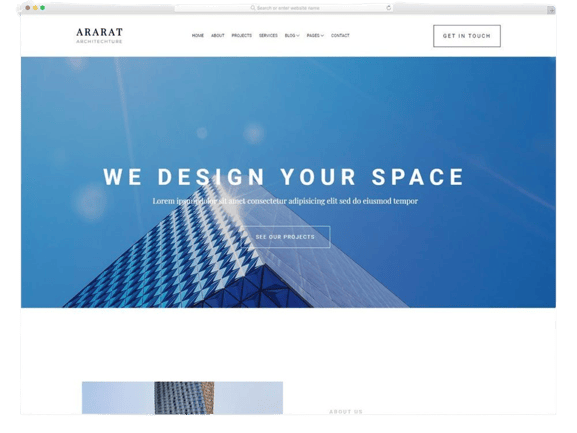 Search or enter website name
ARARAT
ARCHITECHTURE
HOME ABOUT PROJECTS SERVICES BLOG PAGES CONTACT
GET IN TOUCH
WE DESIGN YOUR SPACE
Lorem ipsum dolor sit amet consectetur adipisicing elit sed do eiusmod tempor
SEE OUR PROJECTS
ABOUT US